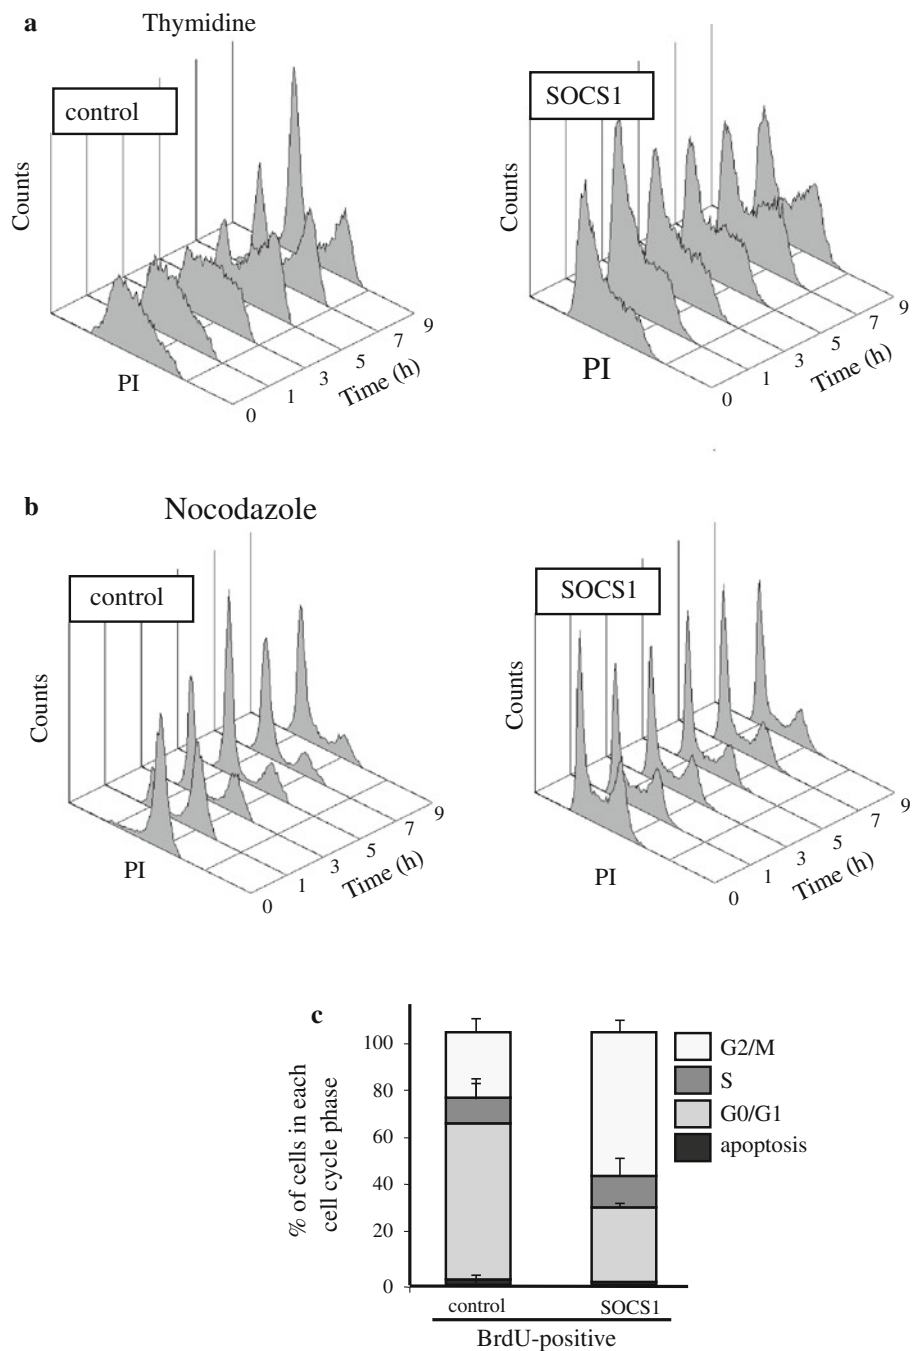 a
Thymidine
control
Counts
PI
0 1 3 5 7 9
Time (h)
SOCS1
Counts
PI
0 1 3 5 7 9
Time (h)
b
Nocodazole
control
Counts
PI
0 1 3 5 7 9
Time (h)
SOCS1
Counts
PI
0 1 3 5 7 9
Time (h)
c
% of cells in each
cell cycle phase
100
80
60
40
20
0
G2/M
S
G0/G1
apoptosis
control SOCS1
BrdU-positive